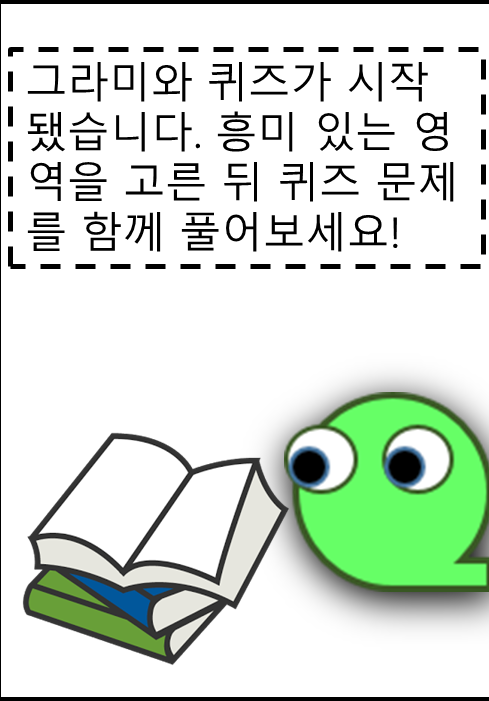 그라미와 퀴즈가 시작
됐습니다. 흥미 있는 영
역을 고른 뒤 퀴즈 문제
를 함께 풀어보세요!